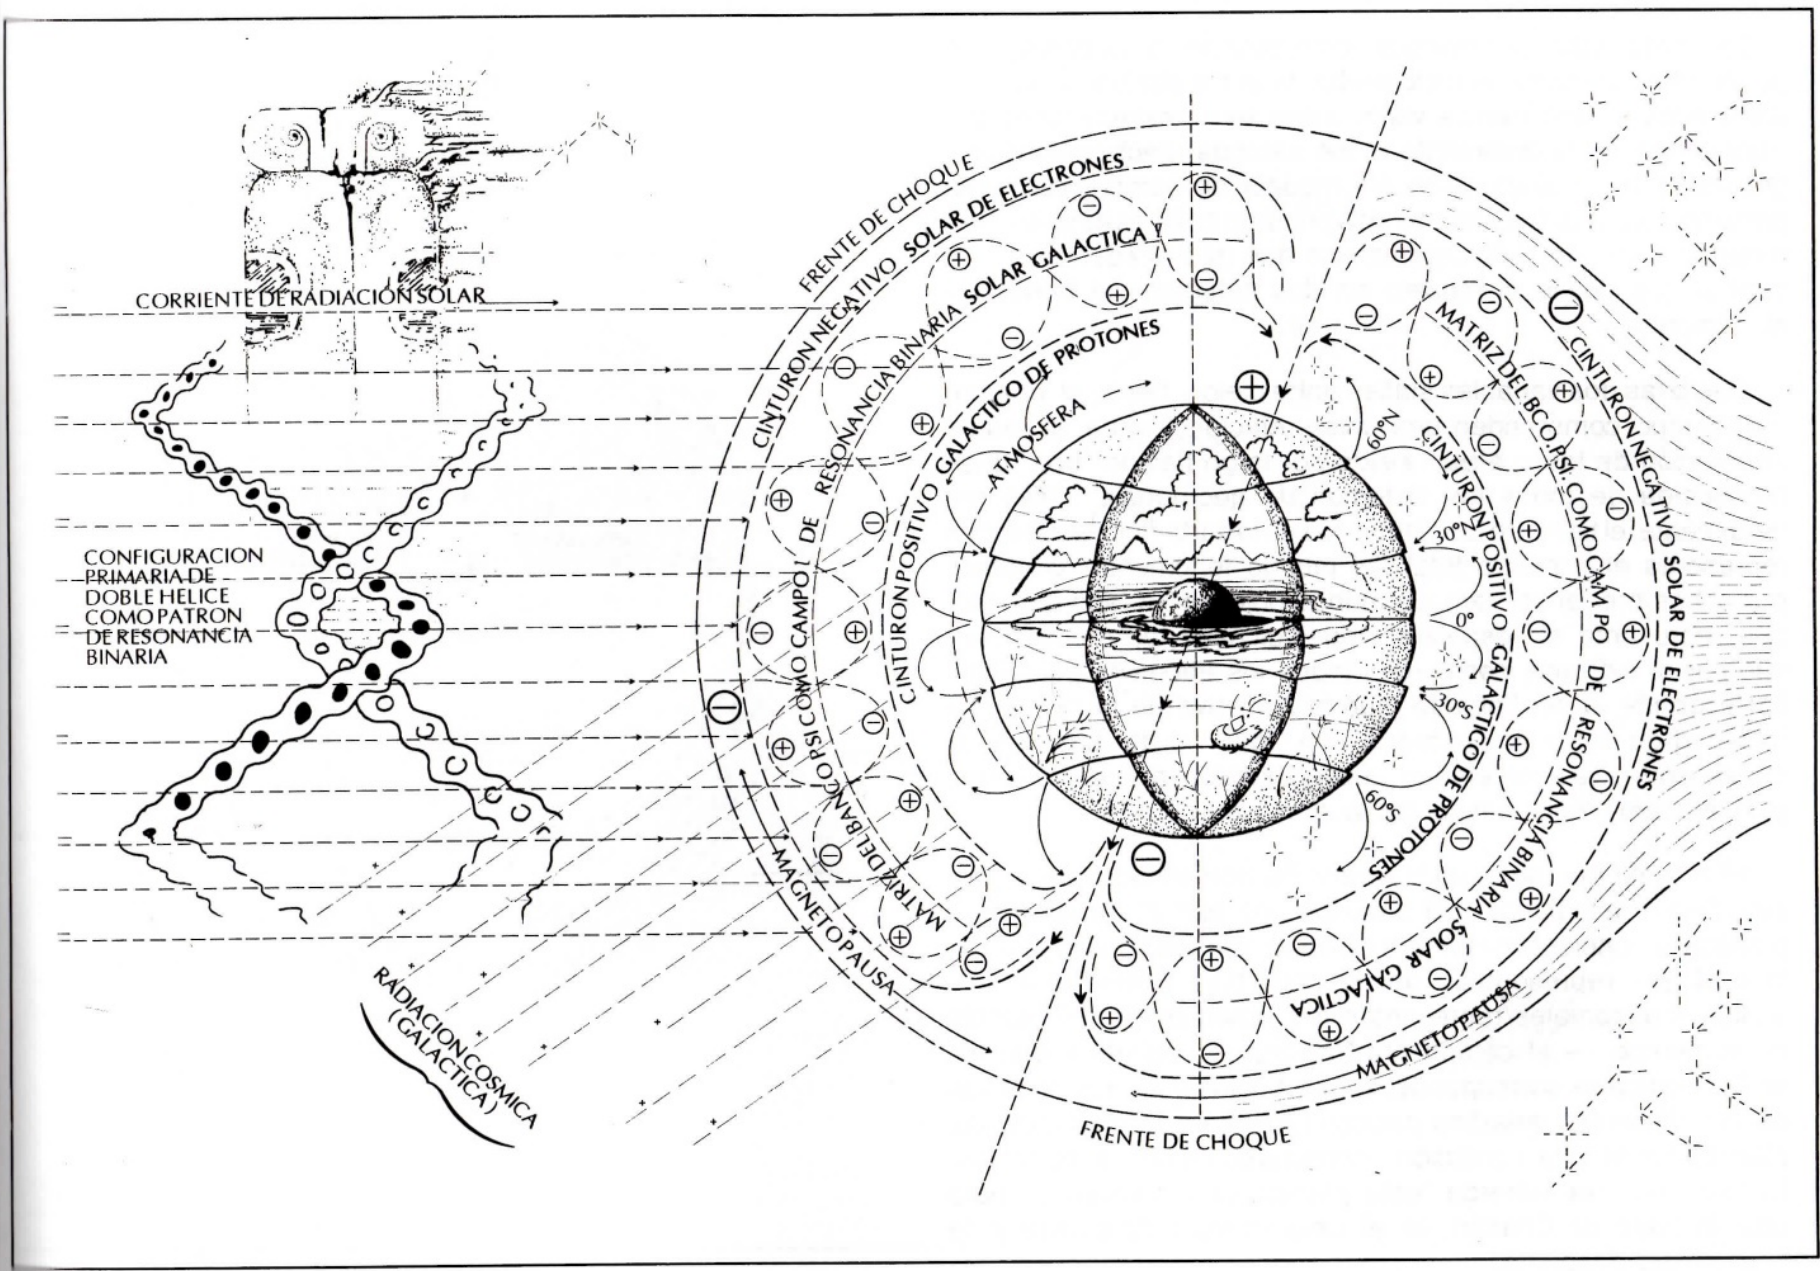 CORRIENTE DE RADIACIÓN SOLAR
CONFIGURACION
PRIMARIA DE
DOBLE HELICE
COMO PATRON
DE RESONANCIA
BINARIA
RADIACION COSMICA
(GALACTICA)
FRENTE DE CHOQUE
CINTURON NEGATIVO SOLAR DE ELECTRONES
MATRIZ DEL BANCO PSI COMO CAMPO DE RESONANCIA BINARIA SOLAR GALACTICA
CINTURON POSITIVO GALACTICO DE PROTONES
ATMOSFERA
MAGNETOPAUSA
60°N
30°N
0°
30°S
60°S
CINTURON POSITIVO GALACTICO DE PROTONES
MATRIZ DEL BCO. PSI. COMO CAMPO DE RESONANCIA BINARIA SOLAR GALACTICA
CINTURON NEGATIVO SOLAR DE ELECTRONES
MAGNETOPAUSA
FRENTE DE CHOQUE